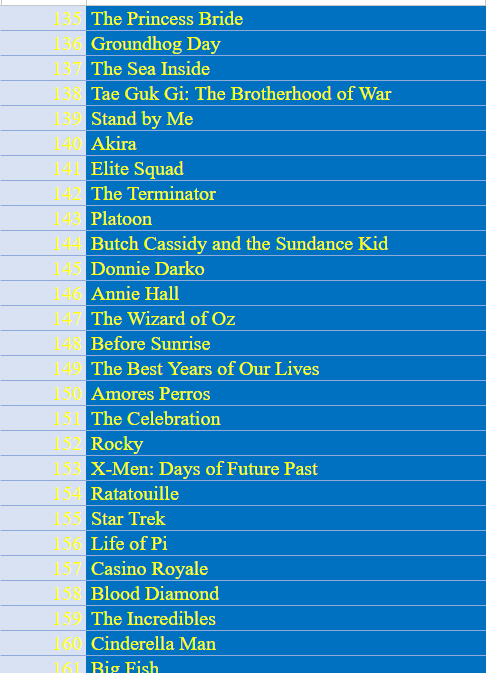 135 The Princess Bride
136 Groundhog Day
137 The Sea Inside
138 Tae Guk Gi: The Brotherhood of War
139 Stand by Me
140 Akira
141 Elite Squad
142 The Terminator
143 Platoon
144 Butch Cassidy and the Sundance Kid
145 Donnie Darko
146 Annie Hall
147 The Wizard of Oz
148 Before Sunrise
149 The Best Years of Our Lives
150 Amores Perros
151 The Celebration
152 Rocky
153 X-Men: Days of Future Past
154 Ratatouille
155 Star Trek
156 Life of Pi
157 Casino Royale
158 Blood Diamond
159 The Incredibles
160 Cinderella Man
161 Big Fish